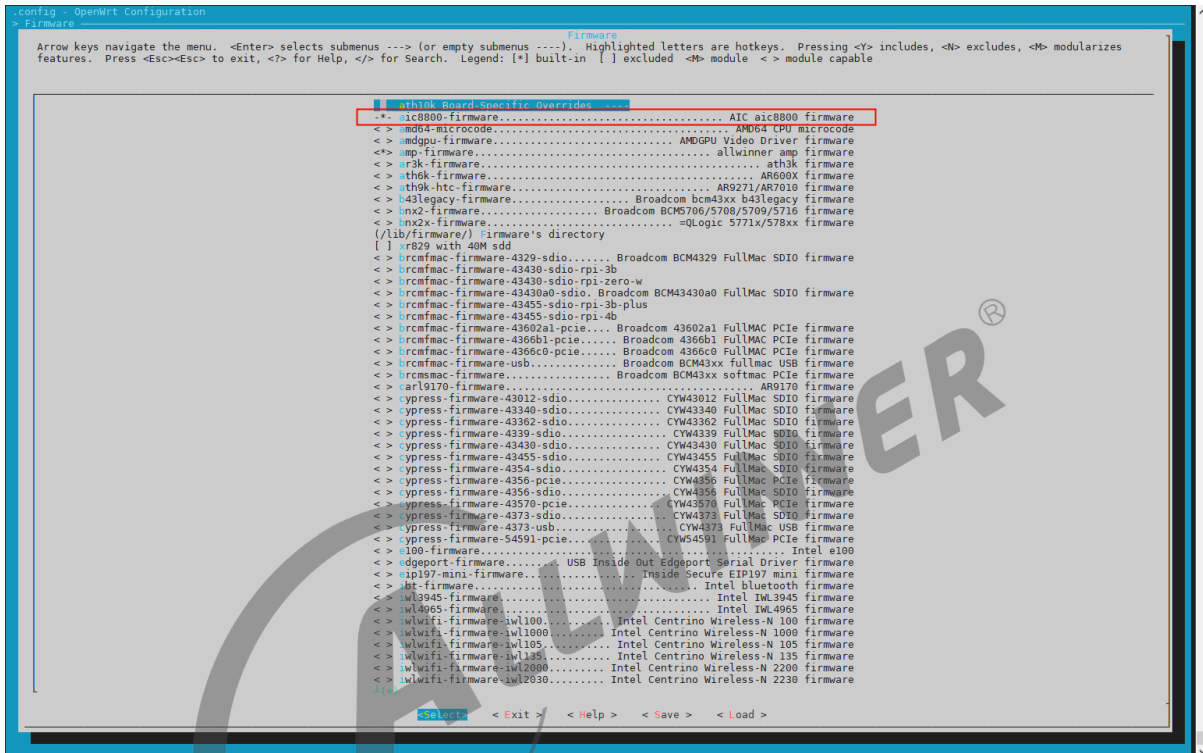 .config - OpenWrt Configuration
> Firmware
Firmware
Arrow keys navigate the menu.  <Enter> selects submenus ---> (or empty submenus ----).  Highlighted letters are hotkeys.  Pressing <Y> includes, <N> excludes, <M> modularizes
features.  Press <Esc><Esc> to exit, <?> for Help, </> for Search.  Legend: [*] built-in  [ ] excluded  <M> module  < > module capable
ath10k Board-Specific Overrides  ----
-*- aic8800-firmware................................... AIC aic8800 firmware
< > amd64-microcode...................................... AMD64 CPU microcode
< > amdgpu-firmware............................. AMDGPU Video Driver firmware
<*> amp-firmware..................................... allwinner amp firmware
< > ar3k-firmware............................................. ath3k firmware
< > ath6k-firmware........................................... AR600X firmware
< > ath9k-htc-firmware................................ AR9271/AR7010 firmware
< > b43legacy-firmware................... Broadcom bcm43xx b43legacy firmware
< > bnx2-firmware................... Broadcom BCM5706/5708/5709/5716 firmware
< > bnx2x-firmware.............................. =QLogic 5771x/578xx firmware
(/lib/firmware/) Firmware's directory
[ ] xr829 with 40M sdd
< > brcmfmac-firmware-4329-sdio....... Broadcom BCM4329 FullMac SDIO firmware
< > brcmfmac-firmware-43430-sdio-rpi-3b
< > brcmfmac-firmware-43430-sdio-rpi-zero-w
< > brcmfmac-firmware-43430a0-sdio. Broadcom BCM43430a0 FullMac SDIO firmware
< > brcmfmac-firmware-43455-sdio-rpi-3b-plus
< > brcmfmac-firmware-43455-sdio-rpi-4b
< > brcmfmac-firmware-43602a1-pcie.... Broadcom 43602a1 FullMAC PCIe firmware
< > brcmfmac-firmware-4366b1-pcie...... Broadcom 4366b1 FullMAC PCIe firmware
< > brcmfmac-firmware-4366c0-pcie...... Broadcom 4366c0 FullMAC PCIe firmware
< > brcmfmac-firmware-usb.............. Broadcom BCM43xx fullmac USB firmware
< > brcmsmac-firmware................. Broadcom BCM43xx softmac PCIe firmware
< > carl9170-firmware........................................ AR9170 firmware
< > cypress-firmware-43012-sdio............... CYW43012 FullMac SDIO firmware
< > cypress-firmware-43340-sdio............... CYW43340 FullMac SDIO firmware
< > cypress-firmware-43362-sdio............... CYW43362 FullMac SDIO firmware
< > cypress-firmware-4339-sdio................. CYW4339 FullMac SDIO firmware
< > cypress-firmware-43430-sdio............... CYW43430 FullMac SDIO firmware
< > cypress-firmware-43455-sdio............... CYW43455 FullMac SDIO firmware
< > cypress-firmware-4354-sdio................. CYW4354 FullMac SDIO firmware
< > cypress-firmware-4356-pcie................. CYW4356 FullMac PCIe firmware
< > cypress-firmware-4356-sdio................. CYW4356 FullMac SDIO firmware
< > cypress-firmware-43570-pcie............... CYW43570 FullMac PCIe firmware
< > cypress-firmware-4373-sdio................. CYW4373 FullMac SDIO firmware
< > cypress-firmware-4373-usb................... CYW4373 FullMac USB firmware
< > cypress-firmware-54591-pcie............... CYW54591 FullMac PCIe firmware
< > e100-firmware................................................. Intel e100
< > edgeport-firmware......... USB Inside Out Edgeport Serial Driver firmware
< > eip197-mini-firmware.................. Inside Secure EIP197 mini firmware
< > ibt-firmware.................................... Intel bluetooth firmware
< > iwl3945-firmware.................................. Intel IWL3945 firmware
< > iwl4965-firmware.................................. Intel IWL4965 firmware
< > iwlwifi-firmware-iwl100........... Intel Centrino Wireless-N 100 firmware
< > iwlwifi-firmware-iwl1000......... Intel Centrino Wireless-N 1000 firmware
< > iwlwifi-firmware-iwl105........... Intel Centrino Wireless-N 105 firmware
< > iwlwifi-firmware-iwl135........... Intel Centrino Wireless-N 135 firmware
< > iwlwifi-firmware-iwl2000......... Intel Centrino Wireless-N 2200 firmware
< > iwlwifi-firmware-iwl2030......... Intel Centrino Wireless-N 2230 firmware
┴(+)
<Select>    < Exit >    < Help >    < Save >    < Load >
ALLWINNER®